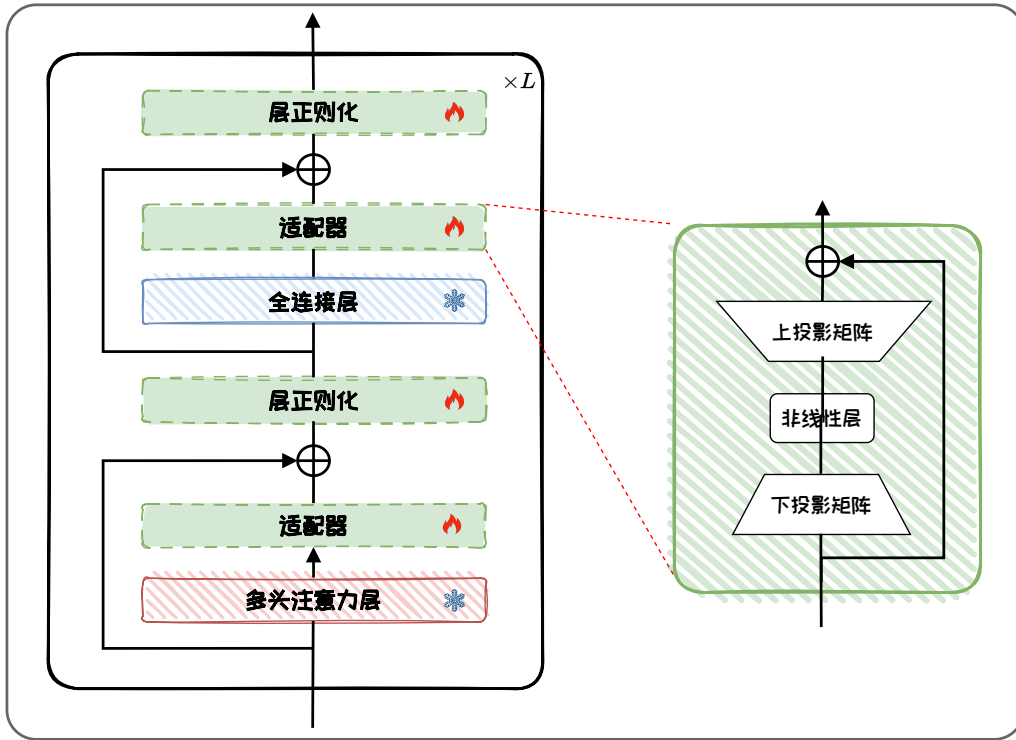 ×L
层正则化
适配器
全连接层
层正则化
适配器
多头注意力层
上投影矩阵
非线性层
下投影矩阵